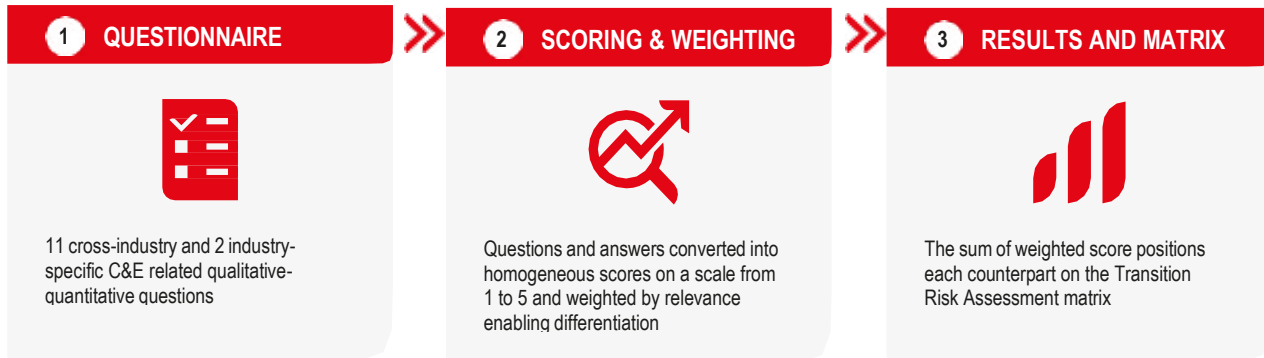 1 QUESTIONNAIRE
11 cross-industry and 2 industry-
specific C&E related qualitative-
quantitative questions
2 SCORING & WEIGHTING
Questions and answers converted into
homogeneous scores on a scale from
1 to 5 and weighted by relevance
enabling differentiation
3 RESULTS AND MATRIX
The sum of weighted score positions
each counterpart on the Transition
Risk Assessment matrix